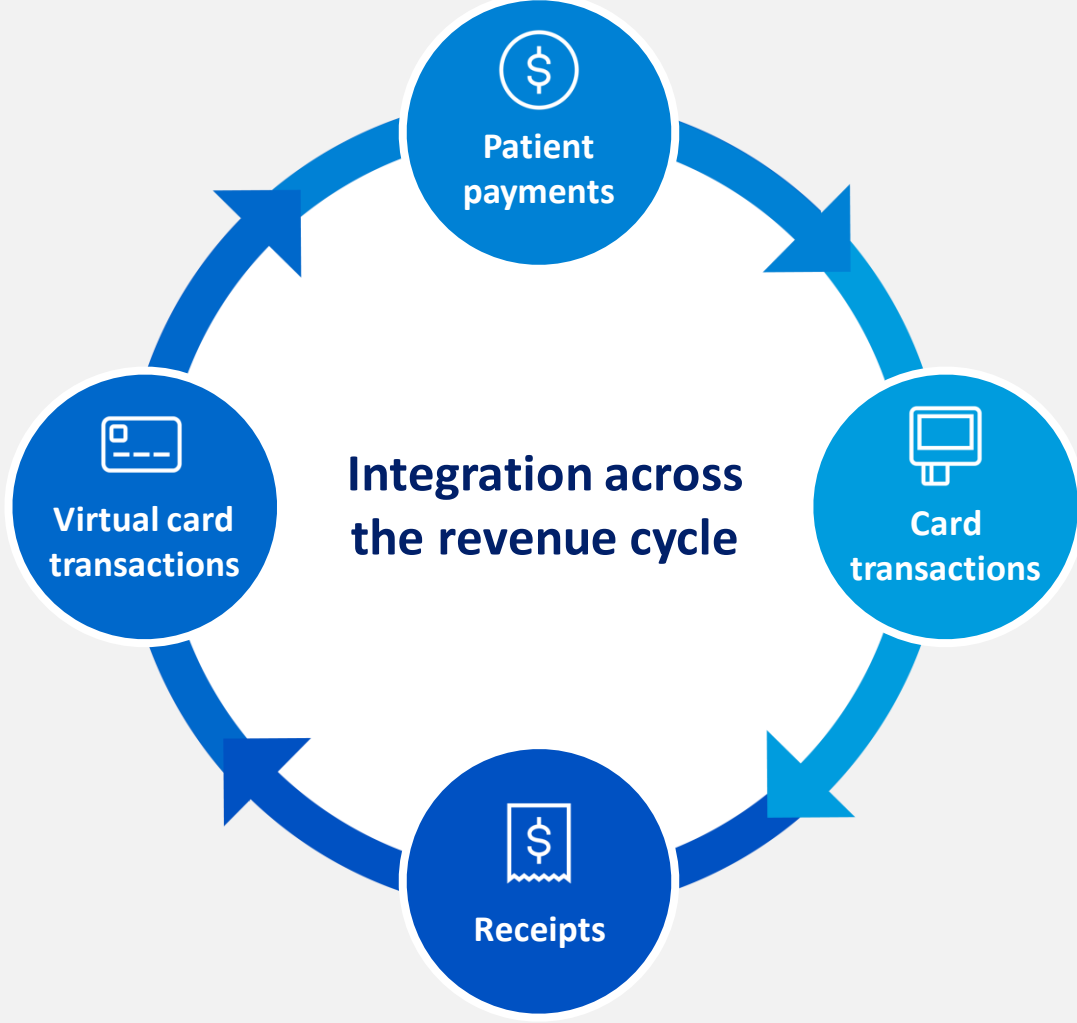 $
Patient
payments
Integration across
the revenue cycle
Virtual card
transactions
Card
transactions
$
Receipts